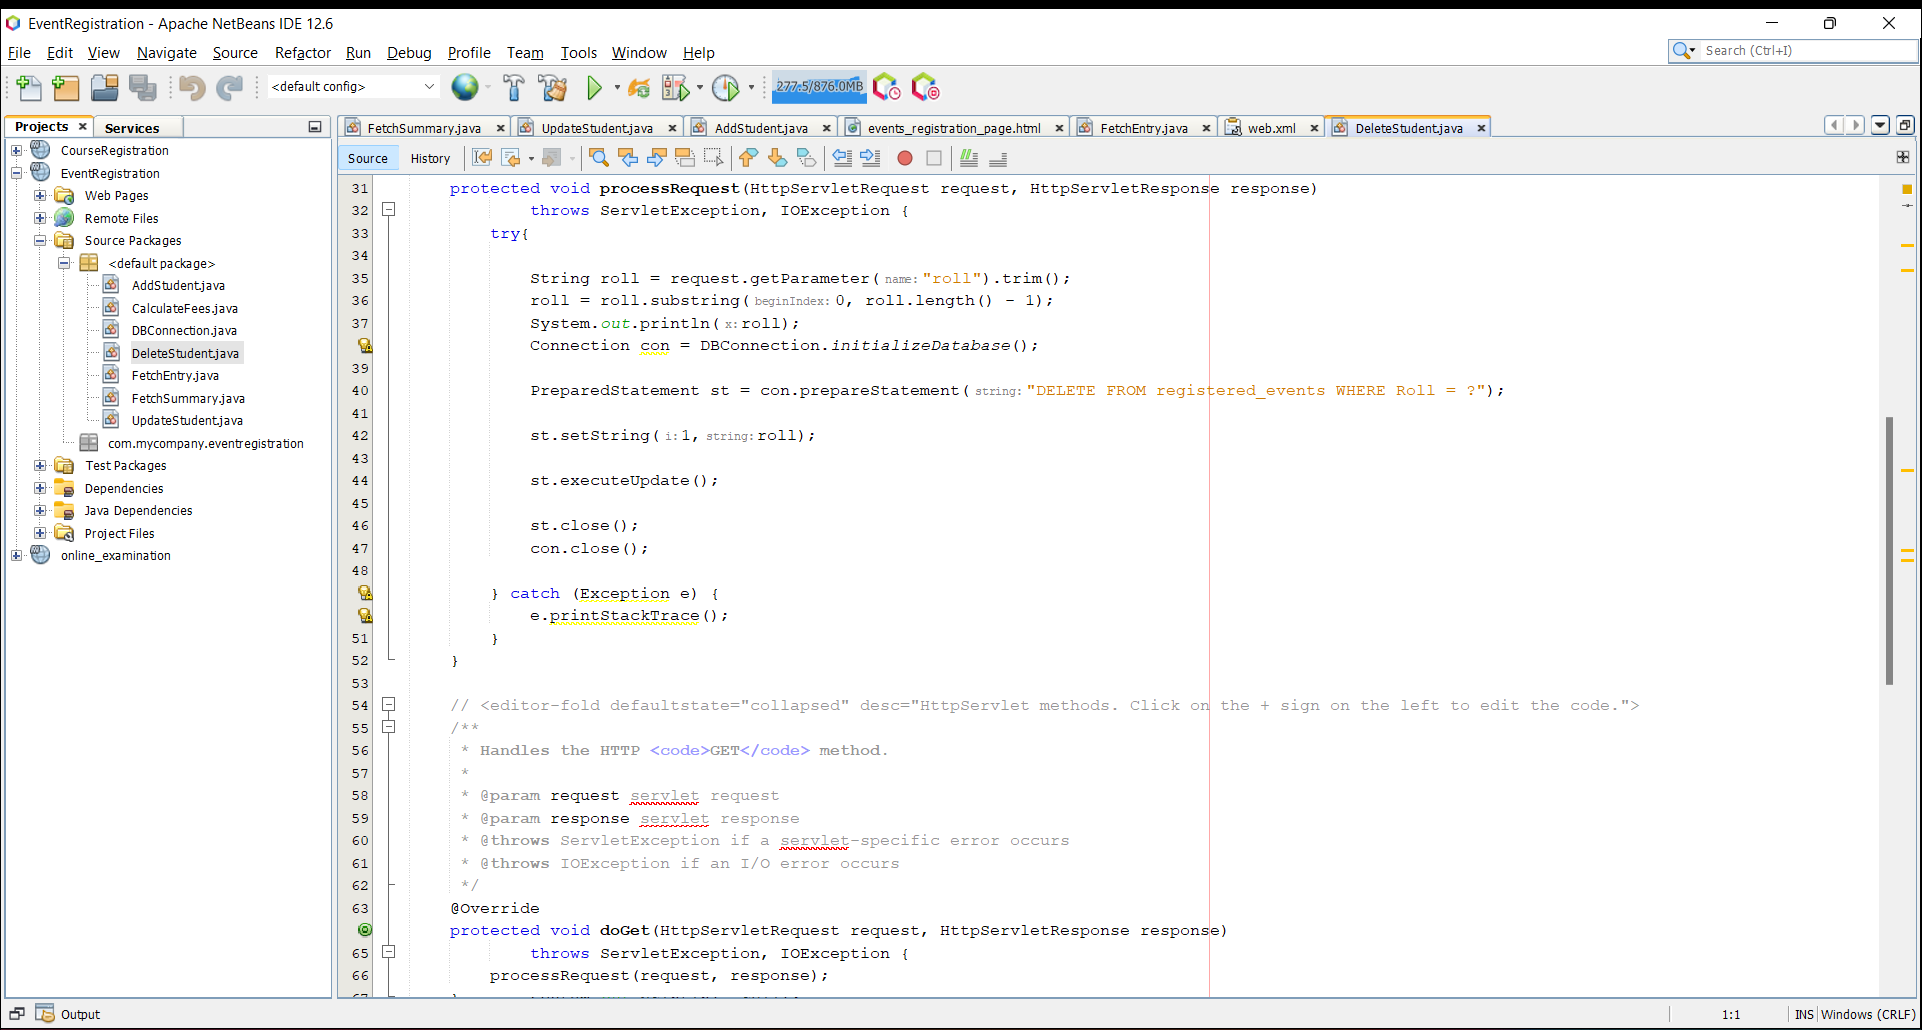 EventRegistration - Apache NetBeans IDE 12.6
File Edit View Navigate Source Refactor Run Debug Profile Team Tools Window Help
Search (Ctrl+I)
<default config>
277.5/876.0MB
Projects
Services
FetchSummary.java
UpdateStudent.java
AddStudent.java
events_registration_page.html
FetchEntry.java
web.xml
DeleteStudent.java
Source History
CourseRegistration
EventRegistration
Web Pages
Remote Files
Source Packages
<default package>
AddStudent.java
CalculateFees.java
DBConnection.java
DeleteStudent.java
FetchEntry.java
FetchSummary.java
UpdateStudent.java
com.mycompany.eventregistration
Test Packages
Dependencies
Java Dependencies
Project Files
online_examination
31 protected void processRequest(HttpServletRequest request, HttpServletResponse response)
32 throws ServletException, IOException {
33 try{
34
35 String roll = request.getParameter( name: "roll").trim();
36 roll = roll.substring( beginIndex: 0, roll.length() - 1);
37 System.out.println( x: roll);
Connection con = DBConnection.initializeDatabase();
39
40 PreparedStatement st = con.prepareStatement( string: "DELETE FROM registered_events WHERE Roll = ?");
41
42 st.setString( i: 1, string: roll);
43
44 st.executeUpdate();
45
46 st.close();
47 con.close();
48
} catch (Exception e) {
e.printStackTrace();
51 }
52 }
53
54 // <editor-fold defaultstate="collapsed" desc="HttpServlet methods. Click on the + sign on the left to edit the code.">
55 /**
56 * Handles the HTTP <code>GET</code> method.
57 *
58 * @param request servlet request
59 * @param response servlet response
60 * @throws ServletException if a servlet-specific error occurs
61 * @throws IOException if an I/O error occurs
62 */
63 @Override
protected void doGet(HttpServletRequest request, HttpServletResponse response)
65 throws ServletException, IOException {
66 processRequest(request, response);
Output
1:1 INS Windows (CRLF)